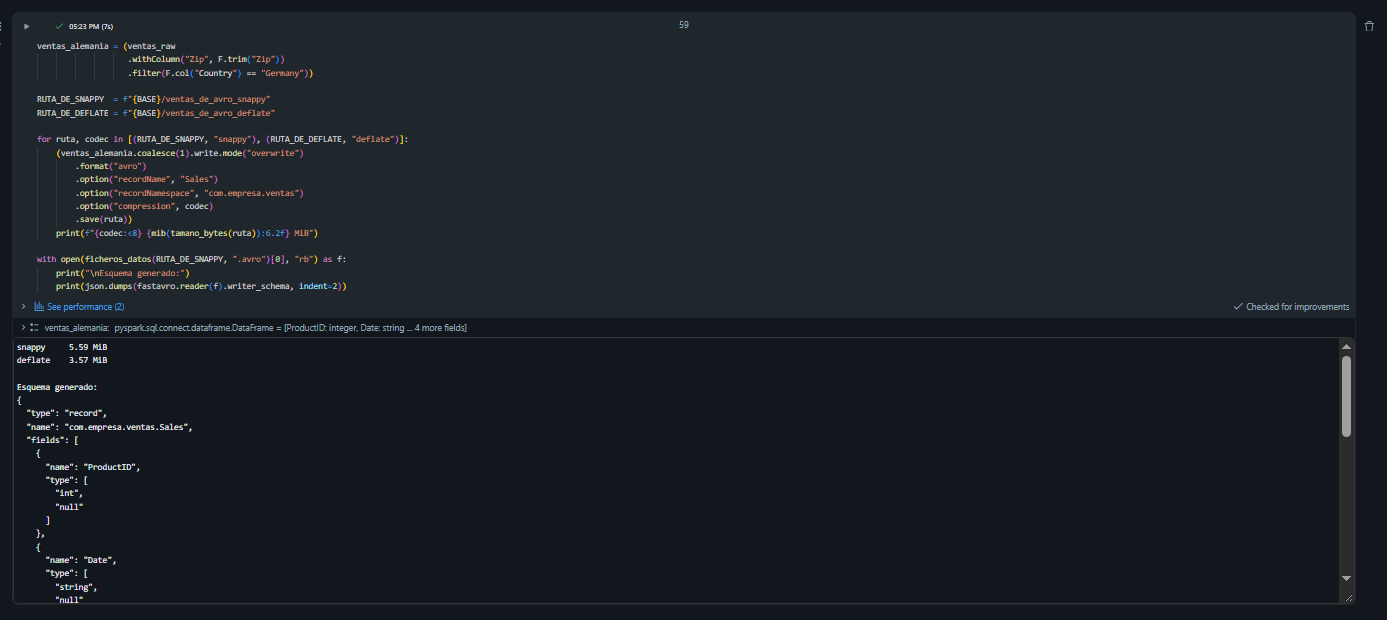 05:23 PM (7s)
59
ventas_alemania = (ventas_raw
.withColumn("Zip", F.trim("Zip"))
.filter(F.col("Country") == "Germany"))
RUTA_DE_SNAPPY  = f"{BASE}/ventas_de_avro_snappy"
RUTA_DE_DEFLATE = f"{BASE}/ventas_de_avro_deflate"
for ruta, codec in [(RUTA_DE_SNAPPY, "snappy"), (RUTA_DE_DEFLATE, "deflate")]:
(ventas_alemania.coalesce(1).write.mode("overwrite")
.format("avro")
.option("recordName", "Sales")
.option("recordNamespace", "com.empresa.ventas")
.option("compression", codec)
.save(ruta))
print(f"{codec:<8} {mib(tamano_bytes(ruta)):6.2f} MiB")
with open(ficheros_datos(RUTA_DE_SNAPPY, ".avro")[0], "rb") as f:
print("\nEsquema generado:")
print(json.dumps(fastavro.reader(f).writer_schema, indent=2))
See performance (2)
Checked for improvements
ventas_alemania: pyspark.sql.connect.dataframe.DataFrame = [ProductID: integer, Date: string ... 4 more fields]
snappy     5.59 MiB
deflate    3.57 MiB
Esquema generado:
{
"type": "record",
"name": "com.empresa.ventas.Sales",
"fields": [
{
"name": "ProductID",
"type": [
"int",
"null"
]
},
{
"name": "Date",
"type": [
"string",
"null"